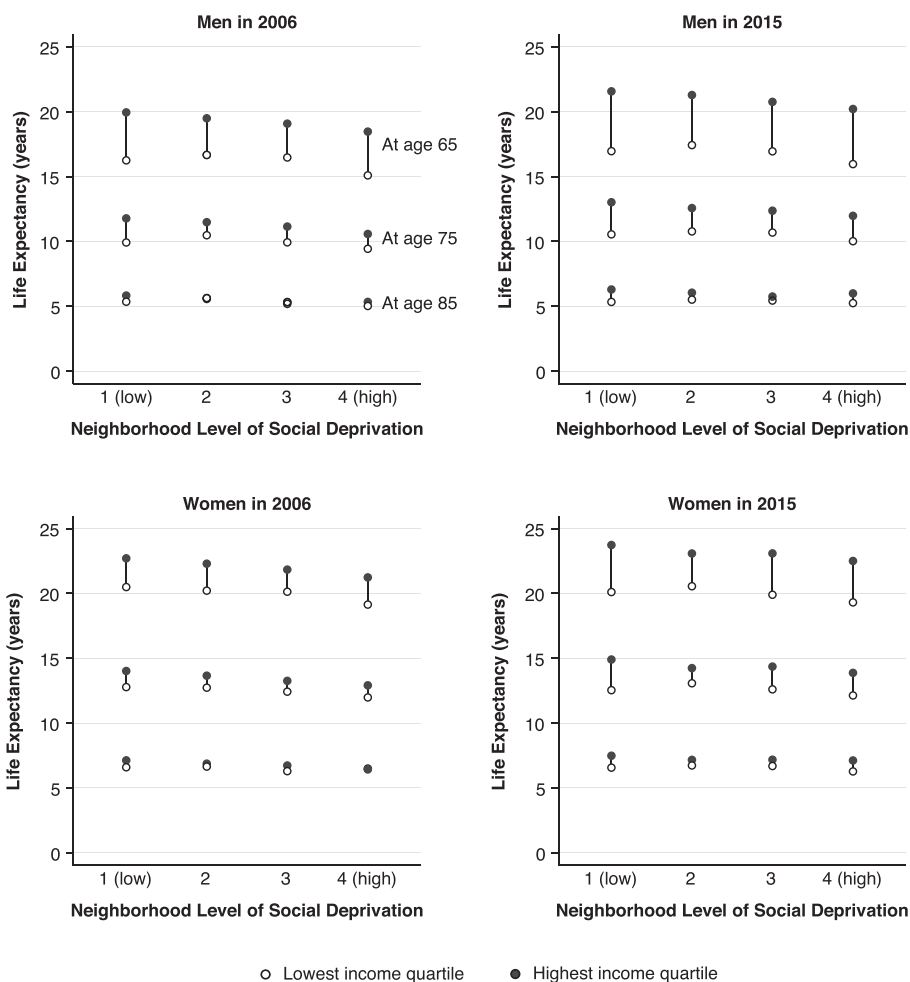 Men in 2006
25
20
15
10
5
0
Life Expectancy (years)
At age 65
At age 75
At age 85
1 (low) 2 3 4 (high)
Neighborhood Level of Social Deprivation
Men in 2015
25
20
15
10
5
0
Life Expectancy (years)
1 (low) 2 3 4 (high)
Neighborhood Level of Social Deprivation
Women in 2006
25
20
15
10
5
0
Life Expectancy (years)
1 (low) 2 3 4 (high)
Neighborhood Level of Social Deprivation
Women in 2015
25
20
15
10
5
0
Life Expectancy (years)
1 (low) 2 3 4 (high)
Neighborhood Level of Social Deprivation
Lowest income quartile Highest income quartile